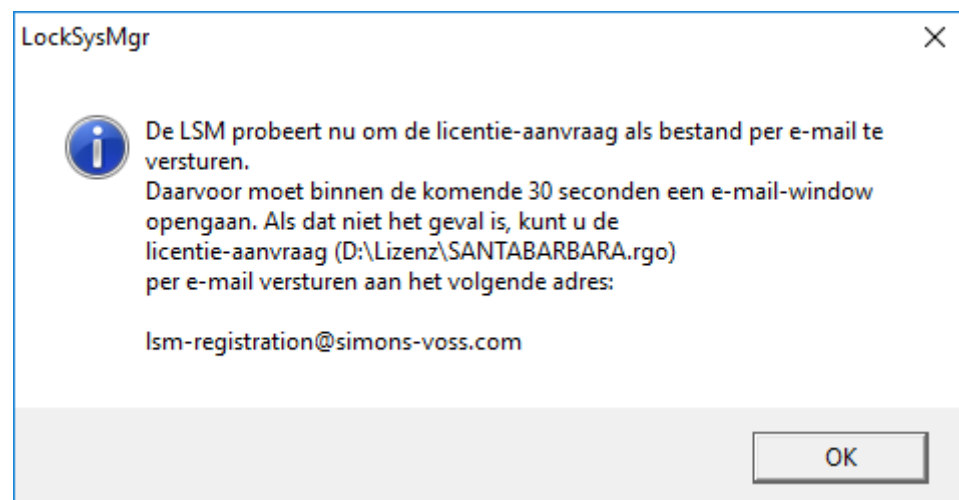 LockSysMgr
De LSM probeert nu om de licentie-aanvraag als bestand per e-mail te
versturen.
Daarvoor moet binnen de komende 30 seconden een e-mail-window
opengaan. Als dat niet het geval is, kunt u de
licentie-aanvraag (D:\Lizenz\SANTABARBARA.rgo)
per e-mail versturen aan het volgende adres:
lsm-registration@simons-voss.com
OK